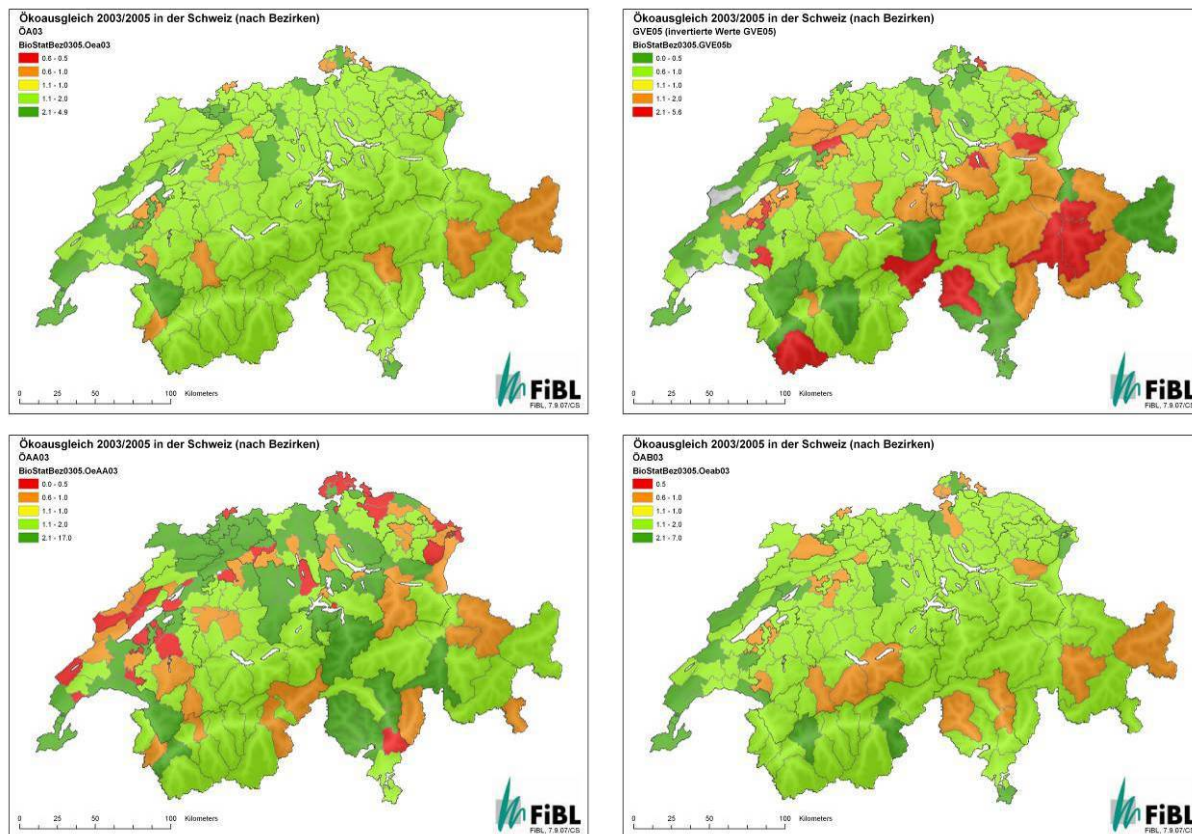 Ökoausgleich 2003/2005 in der Schweiz (nach Bezirken)
ÖA03
BioStatBez0305.Oea03
0.6 - 0.5
0.6 - 1.0
1.1 - 1.0
1.1 - 2.0
2.1 - 4.9
0 25 50 100 Kilometers
FiBL
FiBL, 7.9.07/CS
Ökoausgleich 2003/2005 in der Schweiz (nach Bezirken)
GVE05 (invertierte Werte GVE05)
BioStatBez0305.GVE05b
0.0 - 0.5
0.6 - 1.0
1.1 - 1.0
1.1 - 2.0
2.1 - 5.6
0 25 50 100 Kilometers
FiBL
FiBL, 7.9.07/CS
Ökoausgleich 2003/2005 in der Schweiz (nach Bezirken)
ÖAA03
BioStatBez0305.OeAA03
0.0 - 0.5
0.6 - 1.0
1.1 - 1.0
1.1 - 2.0
2.1 - 17.0
0 25 50 100 Kilometers
FiBL
FiBL, 7.9.07/CS
Ökoausgleich 2003/2005 in der Schweiz (nach Bezirken)
ÖAB03
BioStatBez0305.Oeab03
0.5
0.6 - 1.0
1.1 - 1.0
1.1 - 2.0
2.1 - 7.0
0 25 50 100 Kilometers
FiBL
FiBL, 7.9.07/CS